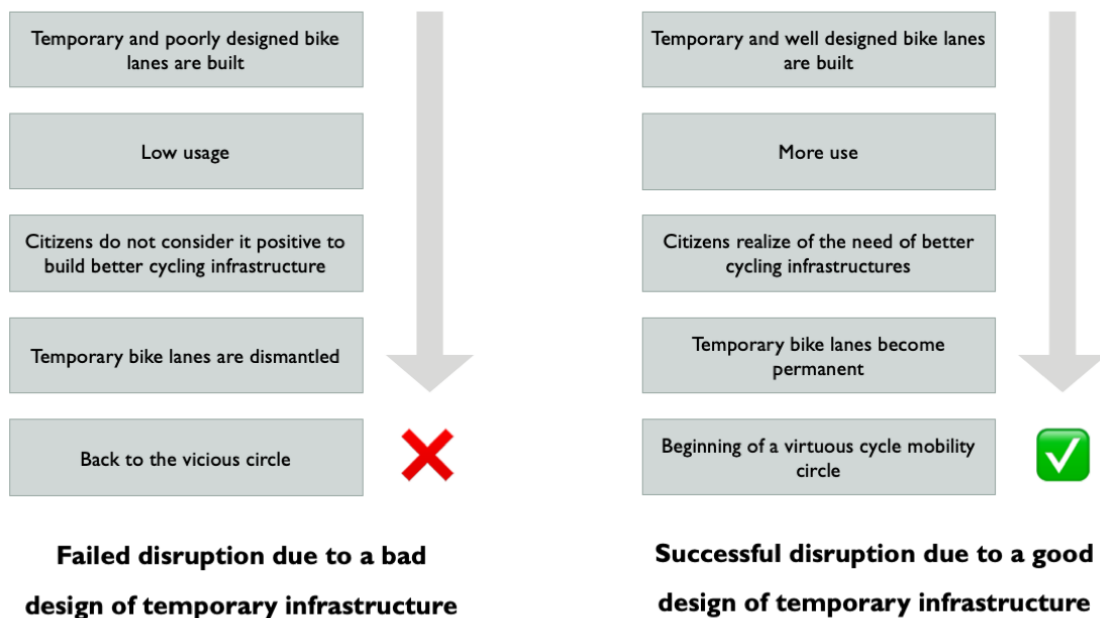 Temporary and poorly designed bike
lanes are built
Low usage
Citizens do not consider it positive to
build better cycling infrastructure
Temporary bike lanes are dismantled
Back to the vicious circle
Failed disruption due to a bad
design of temporary infrastructure
Temporary and well designed bike lanes
are built
More use
Citizens realize of the need of better
cycling infrastructures
Temporary bike lanes become
permanent
Beginning of a virtuous cycle mobility
circle
Successful disruption due to a good
design of temporary infrastructure